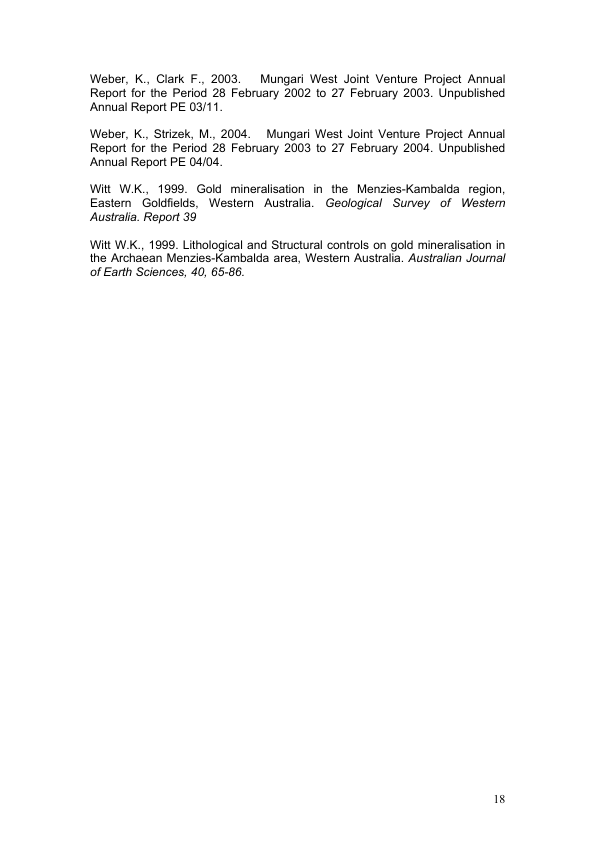 Weber, K., Clark F., 2003. Mungari West Joint Venture Project Annual
Report for the Period 28 February 2002 to 27 February 2003. Unpublished
Annual Report PE 03/11.
Weber, K., Strizek, M., 2004. Mungari West Joint Venture Project Annual
Report for the Period 28 February 2003 to 27 February 2004. Unpublished
Annual Report PE 04/04.
Witt W.K., 1999. Gold mineralisation in the Menzies-Kambalda region,
Eastern Goldfields, Western Australia. Geological Survey of Western
Australia. Report 39
Witt W.K., 1999. Lithological and Structural controls on gold mineralisation in
the Archaean Menzies-Kambalda area, Western Australia. Australian Journal
of Earth Sciences, 40, 65-86.
18